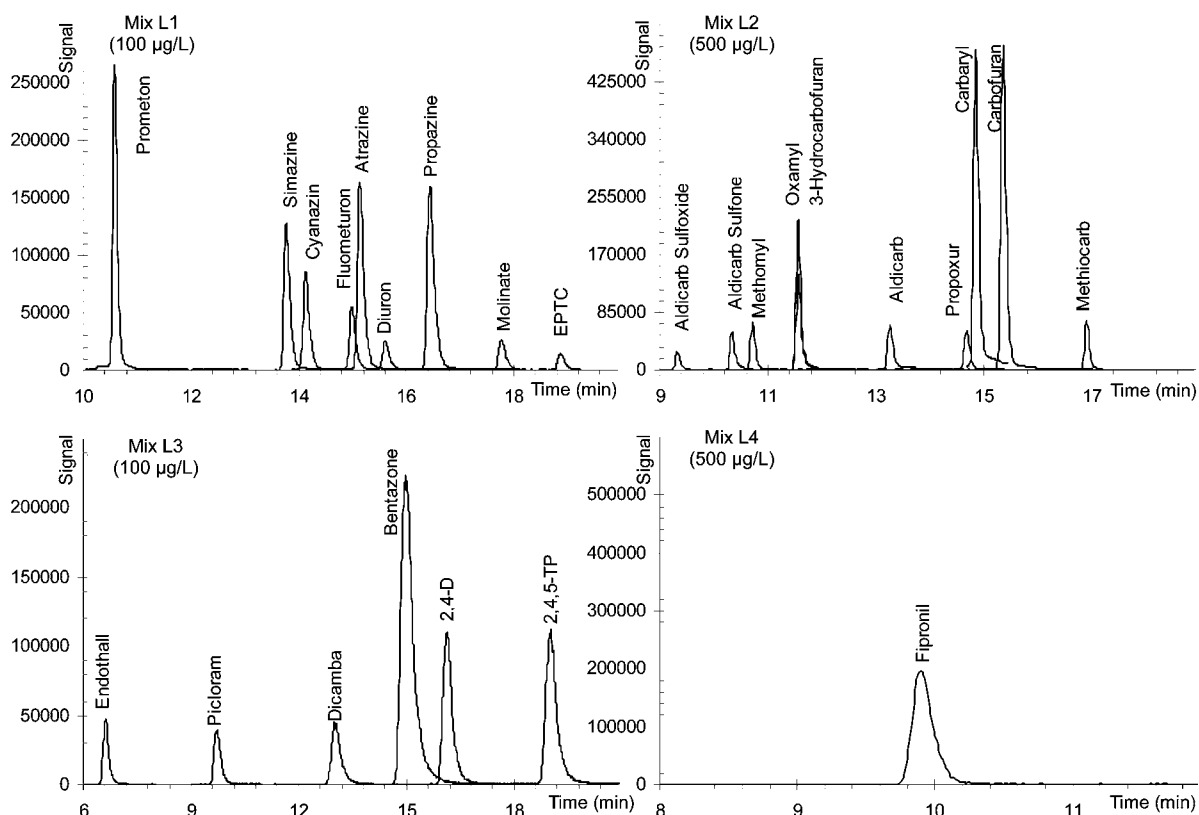 Mix L1
(100 µg/L)
Signal
250000
200000
150000
100000
50000
0
Prometon
Simazine
Cyanazin
Fluometuron
Atrazine
Diuron
Propazine
Molinate
EPTC
10
12
14
16
18
Time (min)
Mix L2
(500 µg/L)
Signal
425000
340000
255000
170000
85000
0
Aldicarb Sulfoxide
Aldicarb Sulfone
Methomyl
Oxamyl
3-Hydrocarbofuran
Aldicarb
Propoxur
Carbaryl
Carbofuran
Methiocarb
9
11
13
15
17
Time (min)
Mix L3
(100 µg/L)
Signal
200000
150000
100000
50000
0
Endothall
Picloram
Dicamba
Bentazone
2,4-D
2,4,5-TP
6
9
12
15
18
Time (min)
Mix L4
(500 µg/L)
Signal
500000
400000
300000
200000
100000
0
Fipronil
8
9
10
11
Time (min)